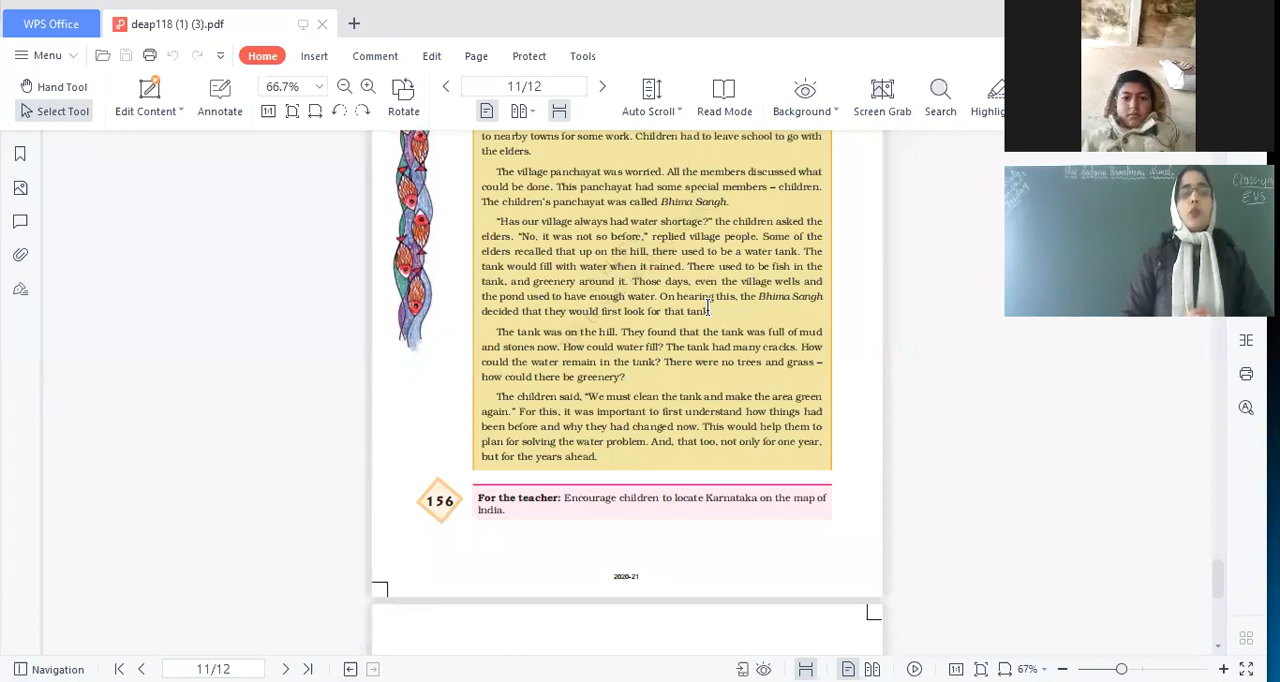 WPS Office
deap118 (1) (3).pdf
Menu
Home
Insert
Comment
Edit
Page
Protect
Tools
Hand Tool
Select Tool
Edit Content
Annotate
66.7%
Rotate
11/12
Auto Scroll
Read Mode
Background
Screen Grab
Search
Highlig
to nearby towns for some work. Children had to leave school to go with
the elders.
The village panchayat was worried. All the members discussed what
could be done. This panchayat had some special members – children.
The children's panchayat was called Bhima Sangh.
"Has our village always had water shortage?" the children asked the
elders. "No, it was not so before," replied village people. Some of the
elders recalled that up on the hill, there used to be a water tank. The
tank would fill with water when it rained. There used to be fish in the
tank, and greenery around it. Those days, even the village wells and
the pond used to have enough water. On hearing this, the Bhima Sangh
decided that they would first look for that tank.
The tank was on the hill. They found that the tank was full of mud
and stones now. How could water fill? The tank had many cracks. How
could the water remain in the tank? There were no trees and grass –
how could there be greenery?
The children said, "We must clean the tank and make the area green
again." For this, it was important to first understand how things had
been before and why they had changed now. This would help them to
plan for solving the water problem. And, that too, not only for one year,
but for the years ahead.
156
For the teacher: Encourage children to locate Karnataka on the map of
India.
2020-21
Class-
EVS
Navigation
11/12
67%